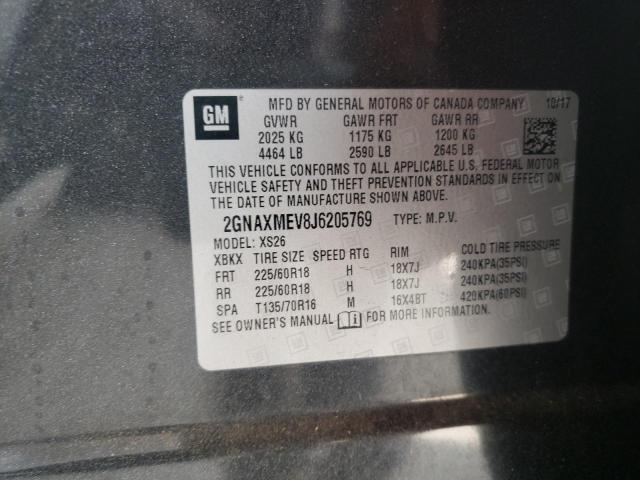 GM
MFD BY GENERAL MOTORS OF CANADA COMPANY 10/17
GVWR GAWR FRT GAWR RR
2025 KG 1175 KG 1200 KG
4464 LB 2590 LB 2645 LB
THIS VEHICLE CONFORMS TO ALL APPLICABLE U.S. FEDERAL MOTOR
VEHICLE SAFETY AND THEFT PREVENTION STANDARDS IN EFFECT ON
THE DATE OF MANUFACTURE SHOWN ABOVE.
2GNAXMEV8J6205769 TYPE: M.P.V.
MODEL: XS26
XBKX TIRE SIZE SPEED RTG RIM COLD TIRE PRESSURE
FRT 225/60R18 H 18X7J 240KPA(35PSI)
RR 225/60R18 H 18X7J 240KPA(35PSI)
SPA T135/70R16 M 16X4BT 420KPA(60PSI)
SEE OWNER'S MANUAL FOR MORE INFORMATION.